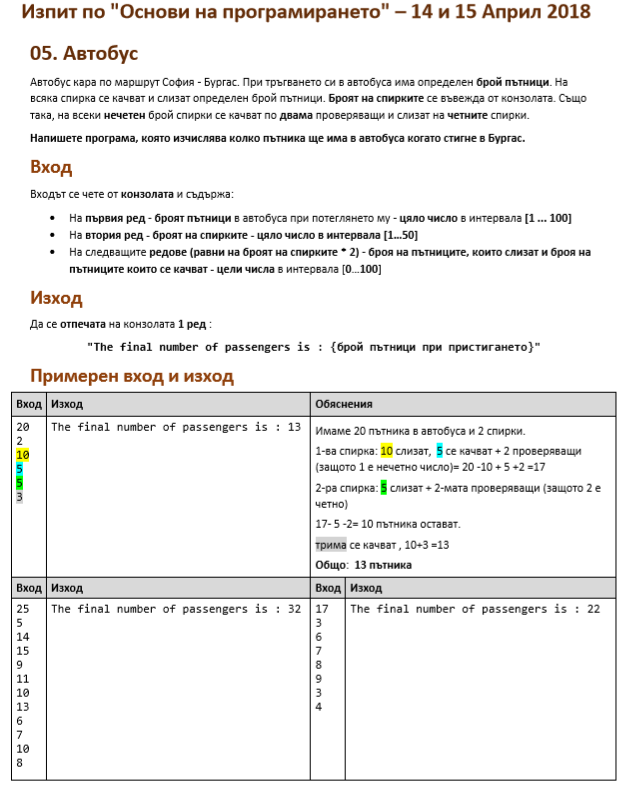 Изпит по "Основи на програмирането" – 14 и 15 Април 2018
05. Автобус
Автобус кара по маршрут София - Бургас. При тръгването си в автобуса има определен брой пътници. На
всяка спирка се качват и слизат определен брой пътници. Броят на спирките се въвежда от конзолата. Също
така, на всеки нечетен брой спирки се качват по двама проверяващи и слизат на четните спирки.
Напишете програма, която изчислява колко пътника ще има в автобуса когато стигне в Бургас.
Вход
Входът се чете от конзолата и съдържа:
• На първия ред - броят пътници в автобуса при потеглянето му - цяло число в интервала [1 ... 100]
• На втория ред - броят на спирките - цяло число в интервала [1...50]
• На следващите редове (равни на броят на спирките * 2) - броя на пътниците, които слизат и броя на
пътниците които се качват - цели числа в интервала [0...100]
Изход
Да се отпечата на конзолата 1 ред :
"The final number of passengers is : {брой пътници при пристигането}"
Примерен вход и изход
Вход Изход Обяснения
20
2
10
5
5
3
The final number of passengers is : 13
Имаме 20 пътника в автобуса и 2 спирки.
1-ва спирка: 10 слизат, 5 се качват + 2 проверяващи
(защото 1 е нечетно число)= 20 -10 + 5 +2 =17
2-ра спирка: 5 слизат + 2-мата проверяващи (защото 2 е
четно)
17- 5 -2= 10 пътника остават.
трима се качват , 10+3 =13
Общо: 13 пътника
Вход Изход Вход Изход
25
5
14
15
9
11
10
13
6
7
10
8
The final number of passengers is : 32
17
3
6
7
8
9
3
4
The final number of passengers is : 22